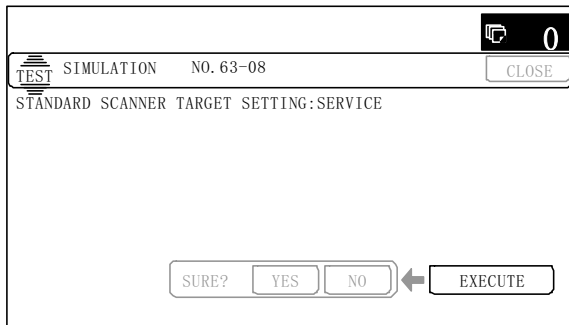 0
TEST SIMULATION NO. 63-08 CLOSE
STANDARD SCANNER TARGET SETTING:SERVICE
SURE? YES NO EXECUTE